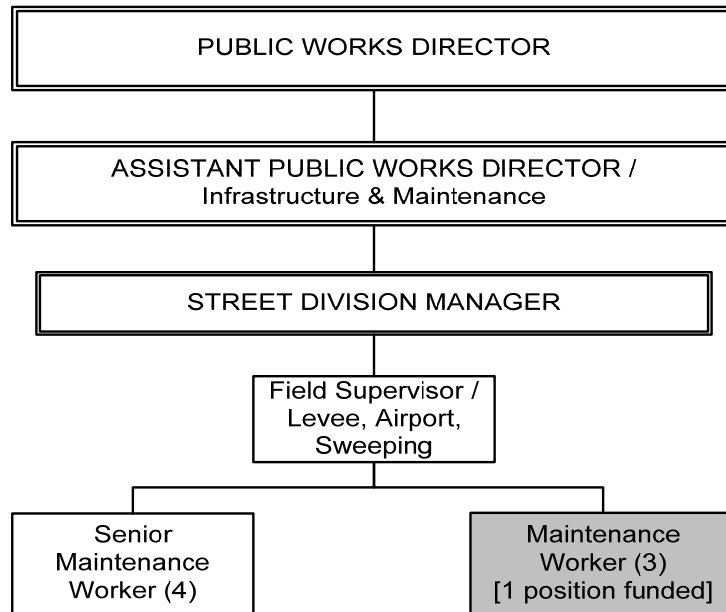 PUBLIC WORKS DIRECTOR
ASSISTANT PUBLIC WORKS DIRECTOR /
Infrastructure & Maintenance
STREET DIVISION MANAGER
Field Supervisor /
Levee, Airport,
Sweeping
Senior
Maintenance
Worker (4)
Maintenance
Worker (3)
[1 position funded]